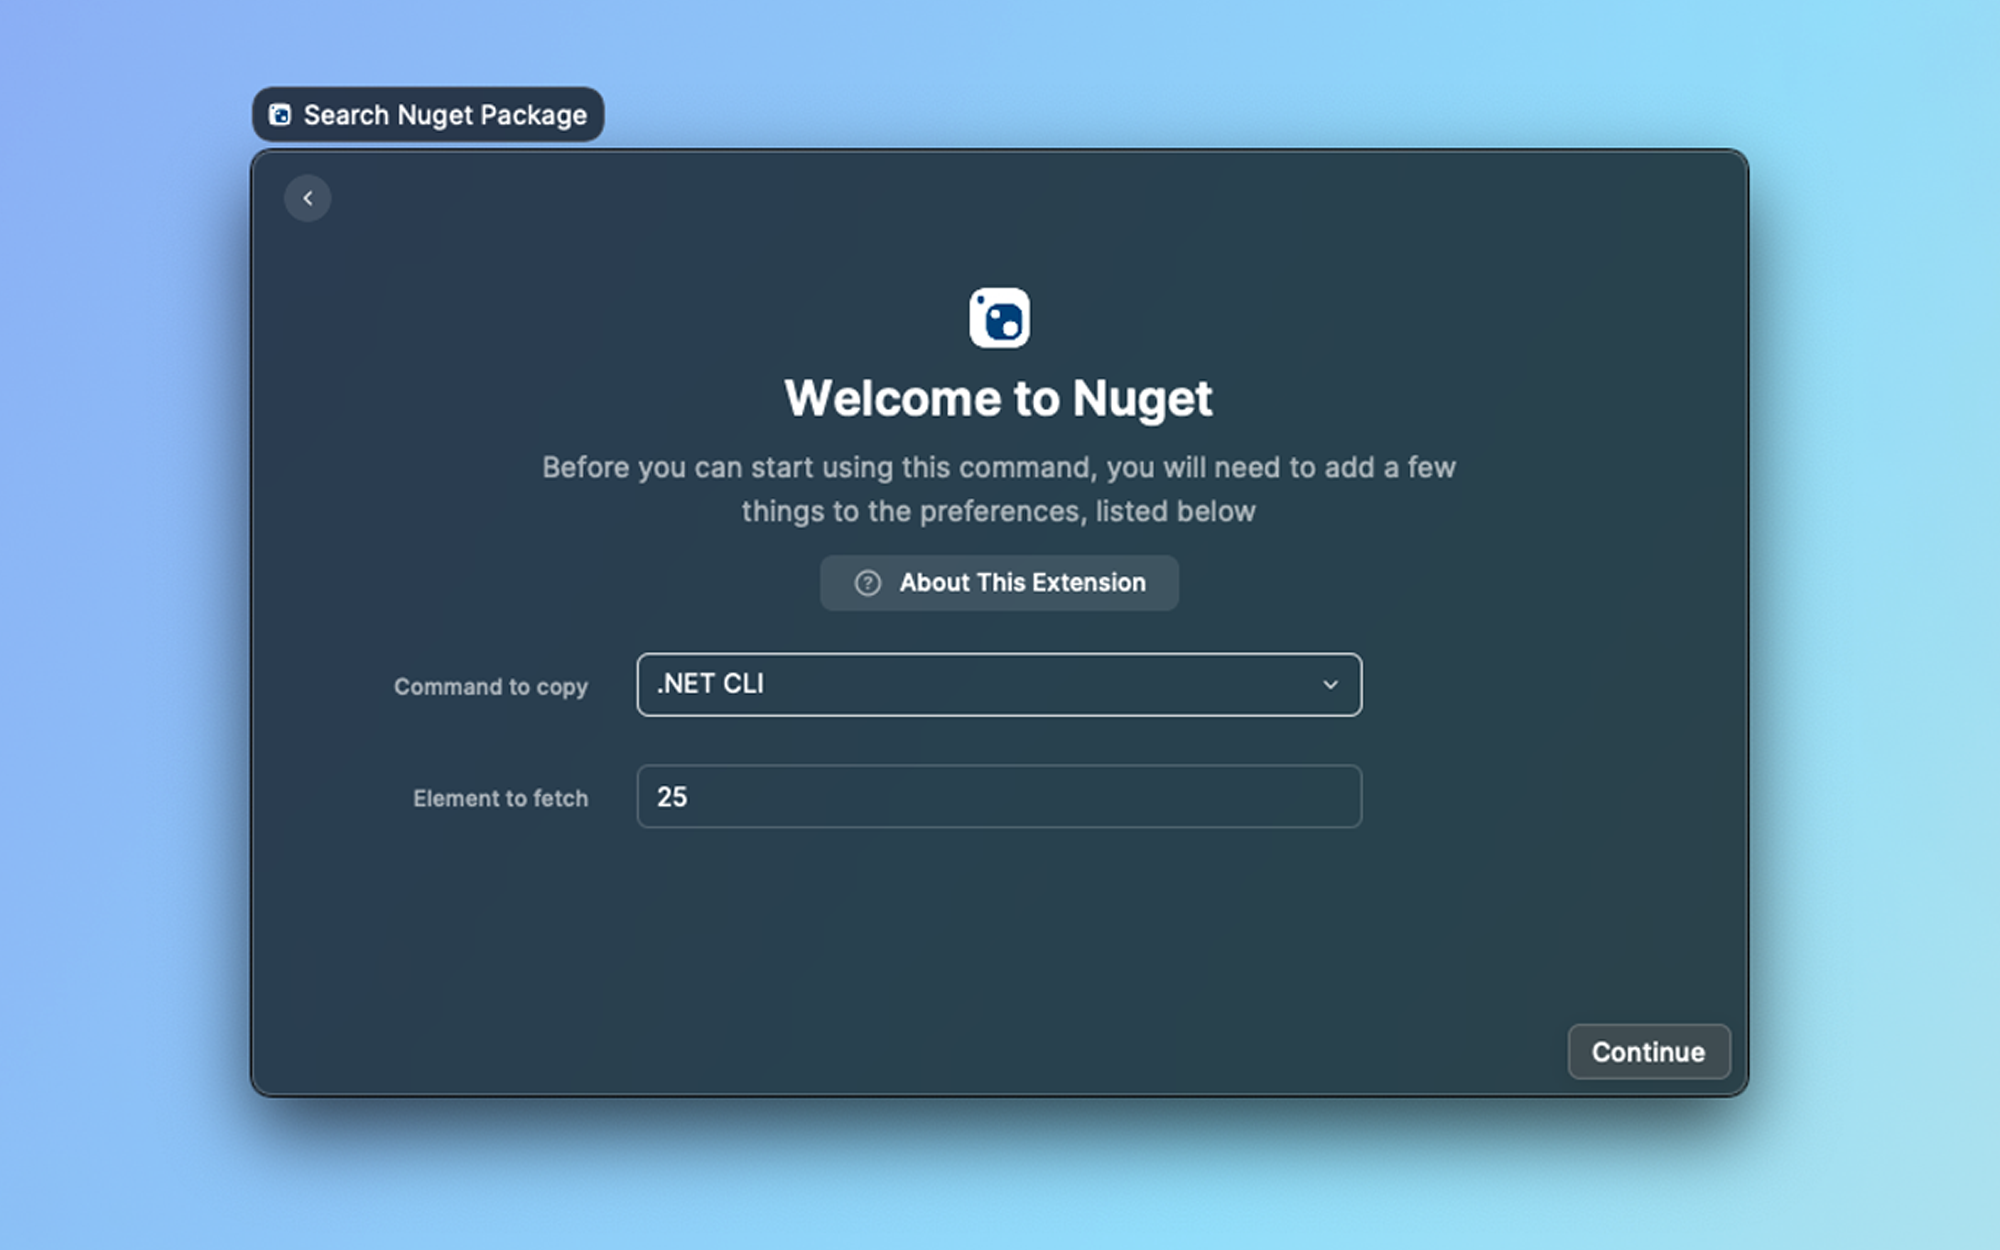 Search Nuget Package
Welcome to Nuget
Before you can start using this command, you will need to add a few
things to the preferences, listed below
About This Extension
Command to copy
.NET CLI
Element to fetch
25
Continue